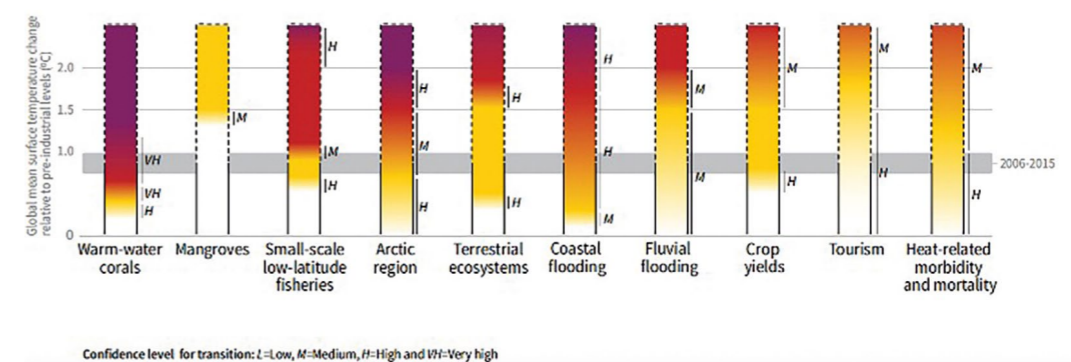 Global mean surface temperature change
relative to pre-industrial levels (ºC)
2.0
1.5
1.0
0
H
M
H
H
H
M
H
M
M
M
VH
M
H
M
2006-2015
VH
H
H
H
H
M
M
H
H
H
H
Warm-water
corals
Mangroves
Small-scale
low-latitude
fisheries
Arctic
region
Terrestrial
ecosystems
Coastal
flooding
Fluvial
flooding
Crop
yields
Tourism
Heat-related
morbidity
and mortality
Confidence level for transition: L=Low, M=Medium, H=High and VH=Very high